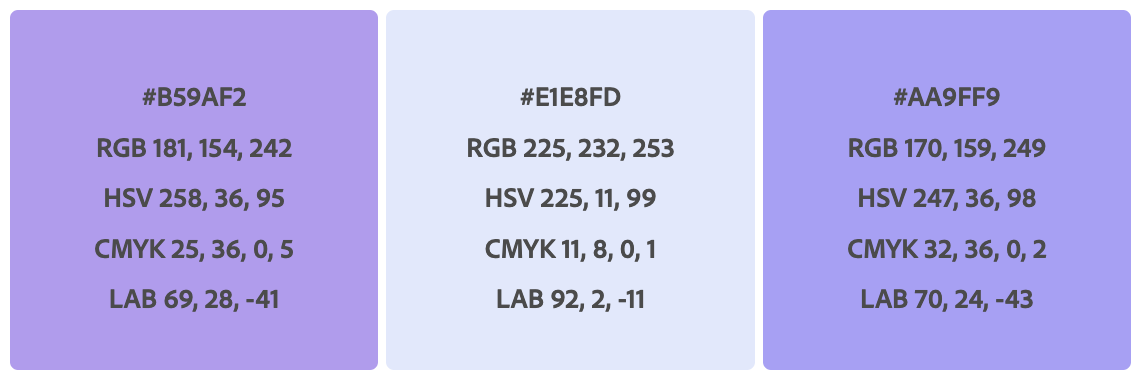 #B59AF2
RGB 181, 154, 242
HSV 258, 36, 95
CMYK 25, 36, 0, 5
LAB 69, 28, -41
#E1E8FD
RGB 225, 232, 253
HSV 225, 11, 99
CMYK 11, 8, 0, 1
LAB 92, 2, -11
#AA9FF9
RGB 170, 159, 249
HSV 247, 36, 98
CMYK 32, 36, 0, 2
LAB 70, 24, -43